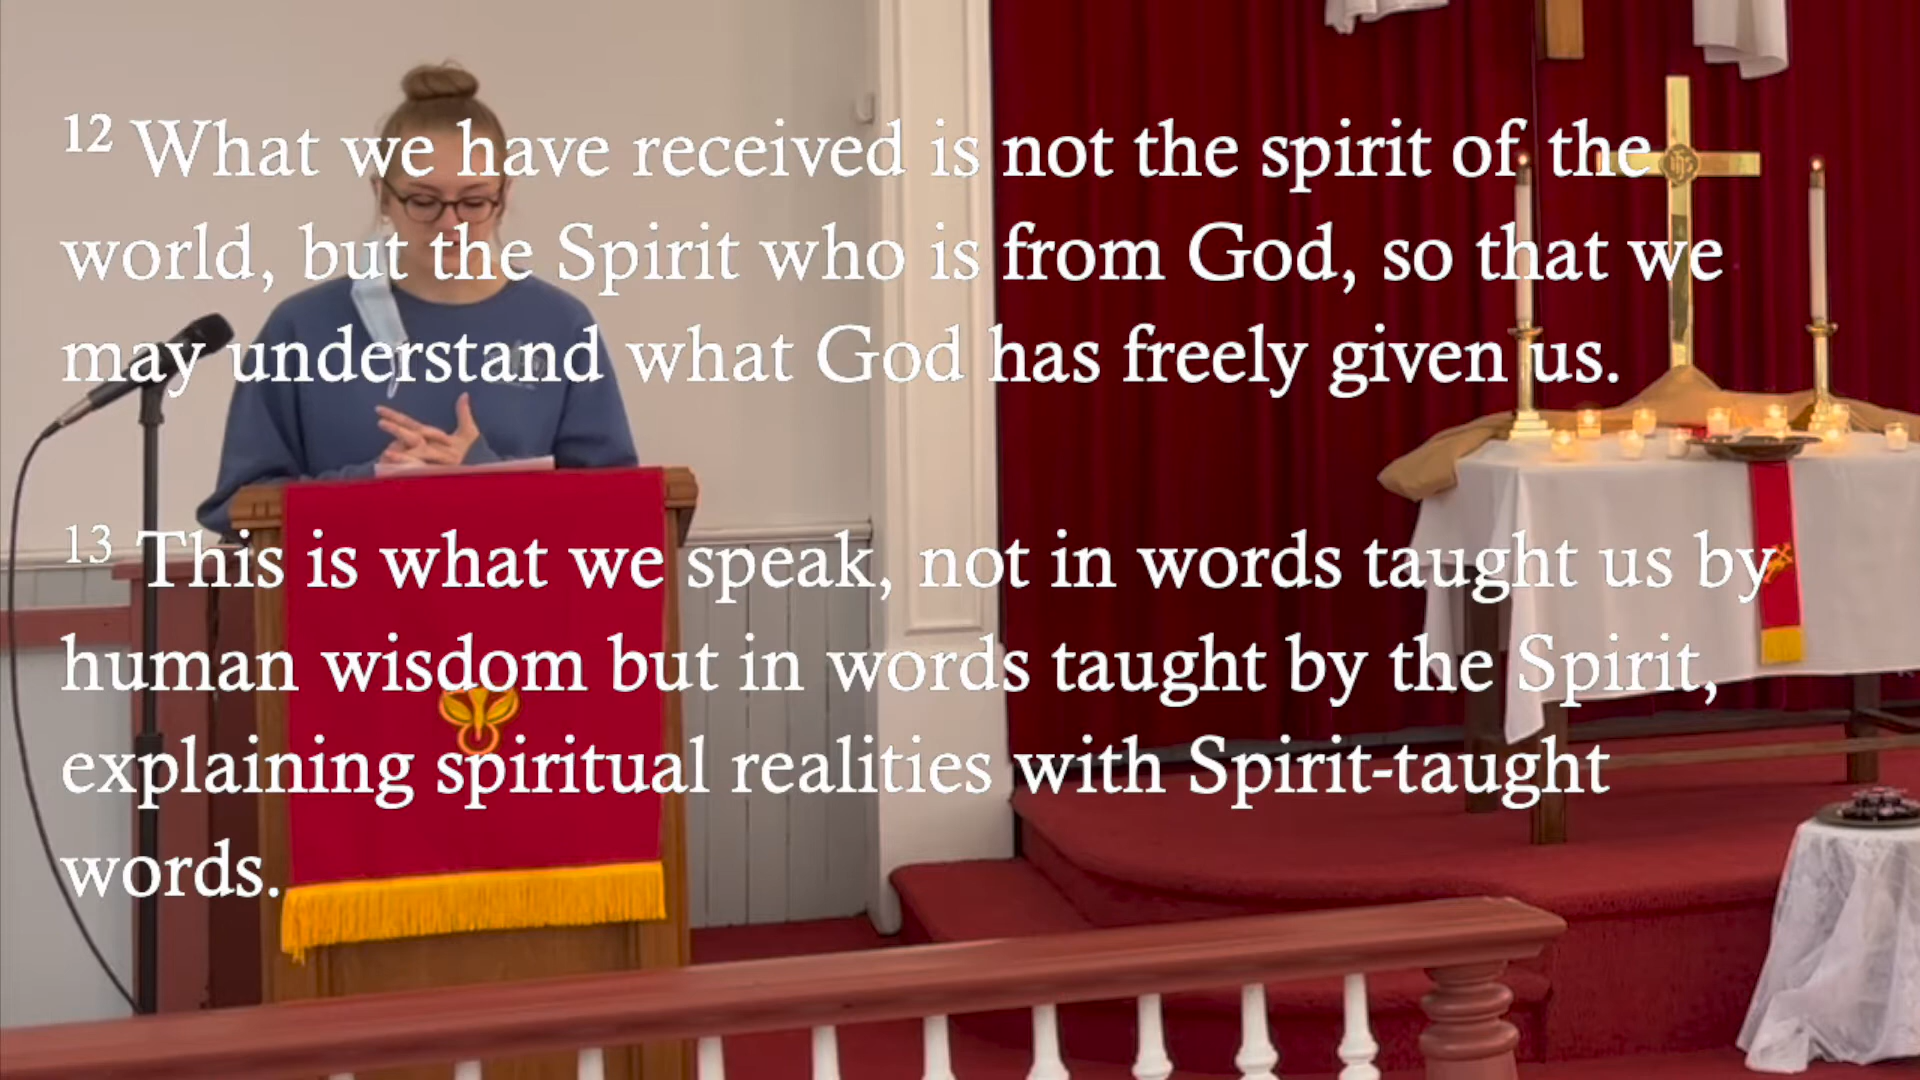 12 What we have received is not the spirit of the
world, but the Spirit who is from God, so that we
may understand what God has freely given us.
13 This is what we speak, not in words taught us by
human wisdom but in words taught by the Spirit,
explaining spiritual realities with Spirit-taught
words.
ihs